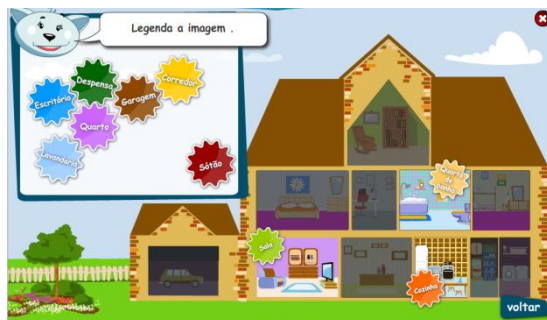 Legenda a imagem .
Despensa
Corredor
Escritório
Garagem
Quarto
Lavandaria
Sótão
Quarto
de
banho
Sala
Cozinha
voltar